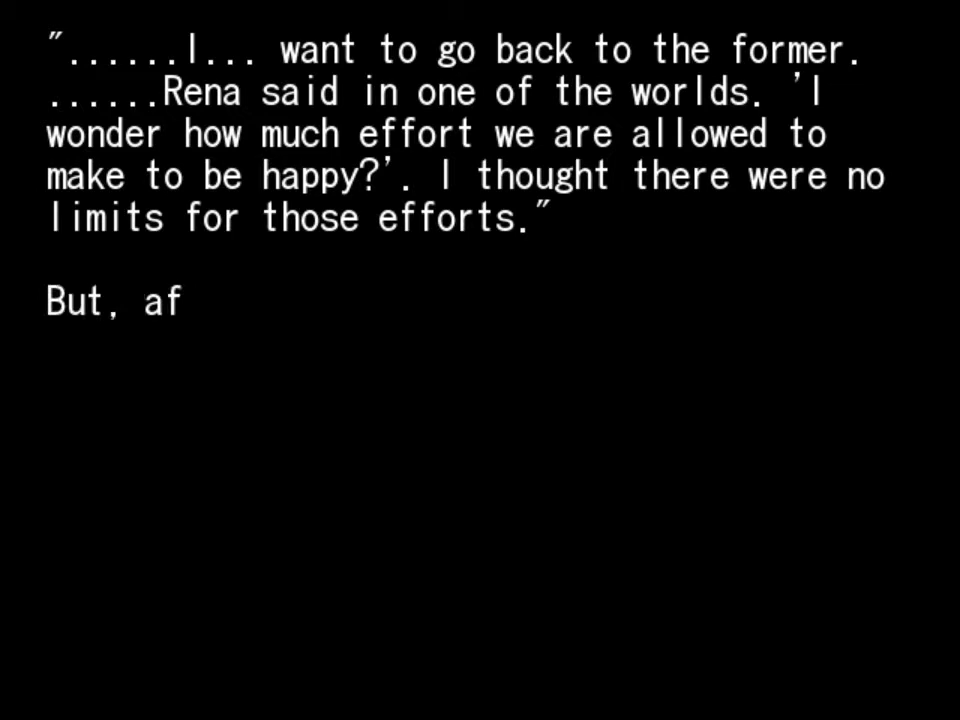 "......I... want to go back to the former.
......Rena said in one of the worlds. 'I
wonder how much effort we are allowed to
make to be happy?'. I thought there were no
limits for those efforts."
But, af